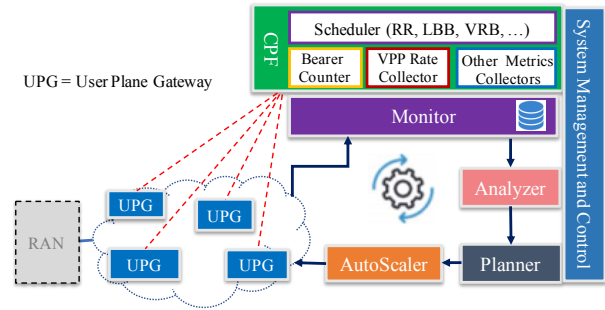 CPF
Scheduler (RR, LBB, VRB, …)
Bearer
Counter
VPP Rate
Collector
Other Metrics
Collectors
System Management and Control
UPG = User Plane Gateway
Monitor
Analyzer
UPG
UPG
RAN
UPG
UPG
AutoScaler
Planner